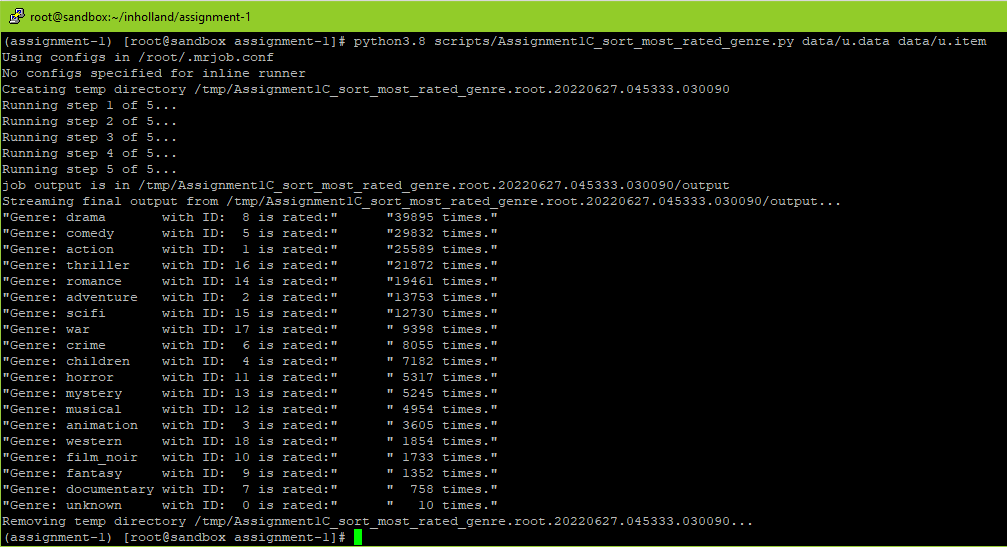 root@sandbox:~/inholland/assignment-1
(assignment-1) [root@sandbox assignment-1]# python3.8 scripts/Assignment1C_sort_most_rated_genre.py data/u.data data/u.item
Using configs in /root/.mrjob.conf
No configs specified for inline runner
Creating temp directory /tmp/Assignment1C_sort_most_rated_genre.root.20220627.045333.030090
Running step 1 of 5...
Running step 2 of 5...
Running step 3 of 5...
Running step 4 of 5...
Running step 5 of 5...
job output is in /tmp/Assignment1C_sort_most_rated_genre.root.20220627.045333.030090/output
Streaming final output from /tmp/Assignment1C_sort_most_rated_genre.root.20220627.045333.030090/output...
"Genre: drama       with ID:  8 is rated:"      "39895 times."
"Genre: comedy      with ID:  5 is rated:"      "29832 times."
"Genre: action      with ID:  1 is rated:"      "25589 times."
"Genre: thriller    with ID: 16 is rated:"      "21872 times."
"Genre: romance     with ID: 14 is rated:"      "19461 times."
"Genre: adventure   with ID:  2 is rated:"      "13753 times."
"Genre: scifi       with ID: 15 is rated:"      "12730 times."
"Genre: war         with ID: 17 is rated:"      " 9398 times."
"Genre: crime       with ID:  6 is rated:"      " 8055 times."
"Genre: children    with ID:  4 is rated:"      " 7182 times."
"Genre: horror      with ID: 11 is rated:"      " 5317 times."
"Genre: mystery     with ID: 13 is rated:"      " 5245 times."
"Genre: musical     with ID: 12 is rated:"      " 4954 times."
"Genre: animation   with ID:  3 is rated:"      " 3605 times."
"Genre: western     with ID: 18 is rated:"      " 1854 times."
"Genre: film_noir   with ID: 10 is rated:"      " 1733 times."
"Genre: fantasy     with ID:  9 is rated:"      " 1352 times."
"Genre: documentary with ID:  7 is rated:"      "  758 times."
"Genre: unknown     with ID:  0 is rated:"      "   10 times."
Removing temp directory /tmp/Assignment1C_sort_most_rated_genre.root.20220627.045333.030090...
(assignment-1) [root@sandbox assignment-1]#